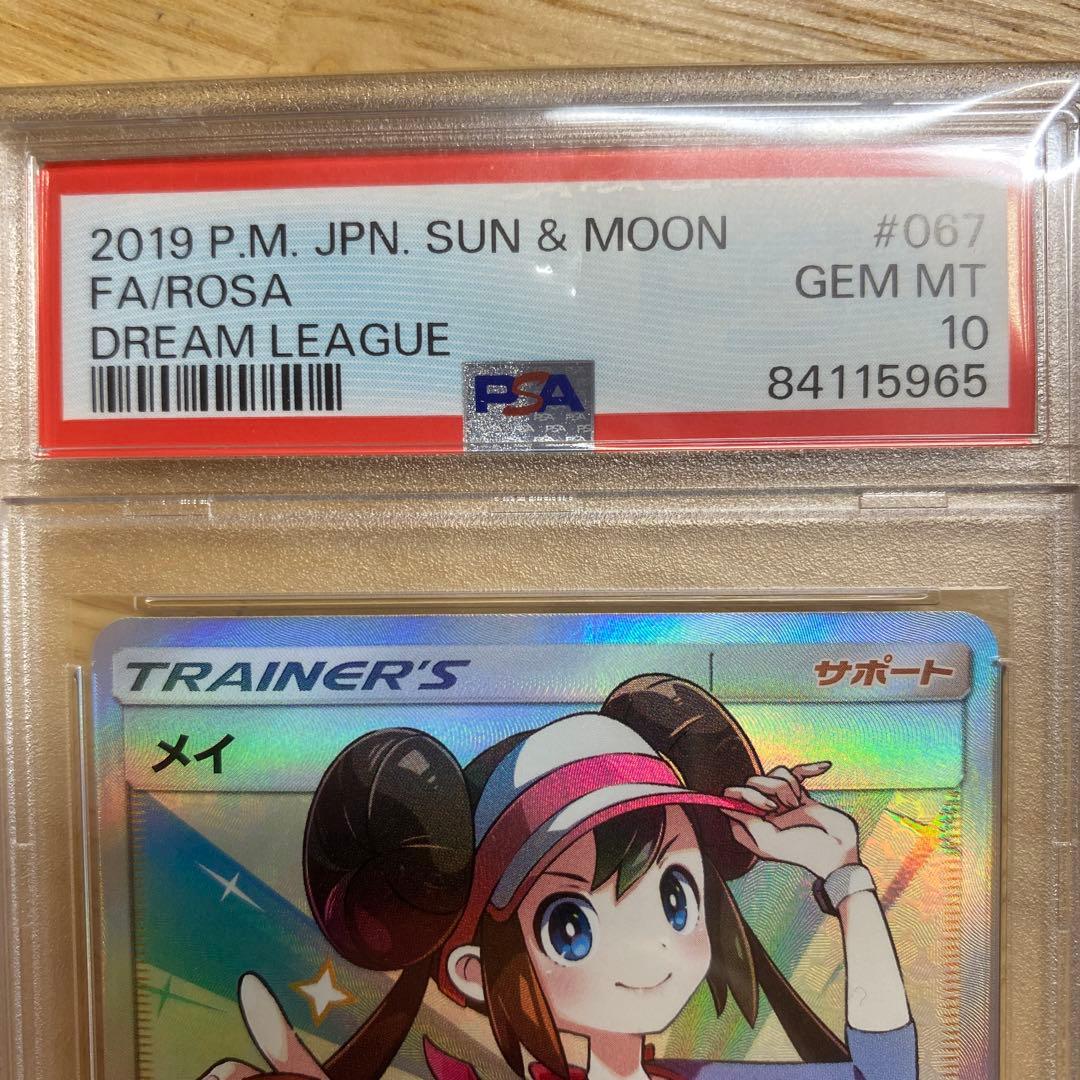 2019 P.M. JPN. SUN & MOON #067
FA/ROSA GEM MT
DREAM LEAGUE 10
PSA 84115965
TRAINER'S サポート
メイ